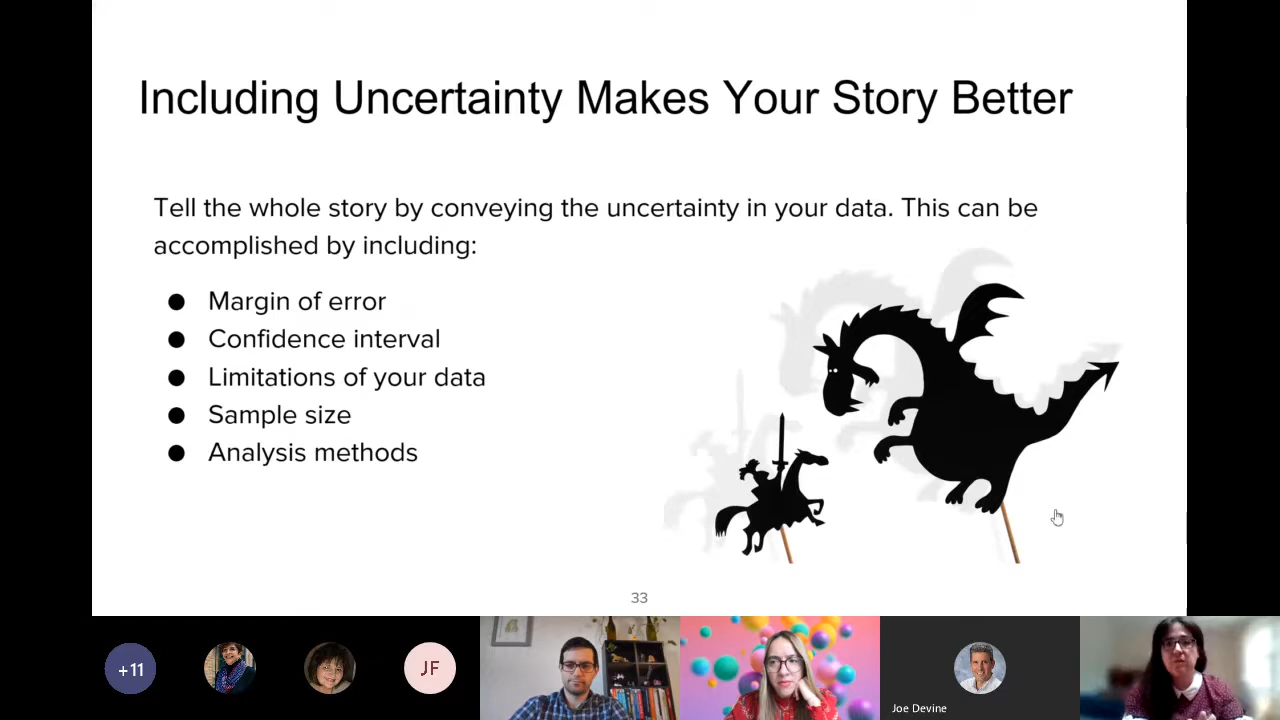 Including Uncertainty Makes Your Story Better
Tell the whole story by conveying the uncertainty in your data. This can be
accomplished by including:
● Margin of error
● Confidence interval
● Limitations of your data
● Sample size
● Analysis methods
33
+11
JF
Joe Devine